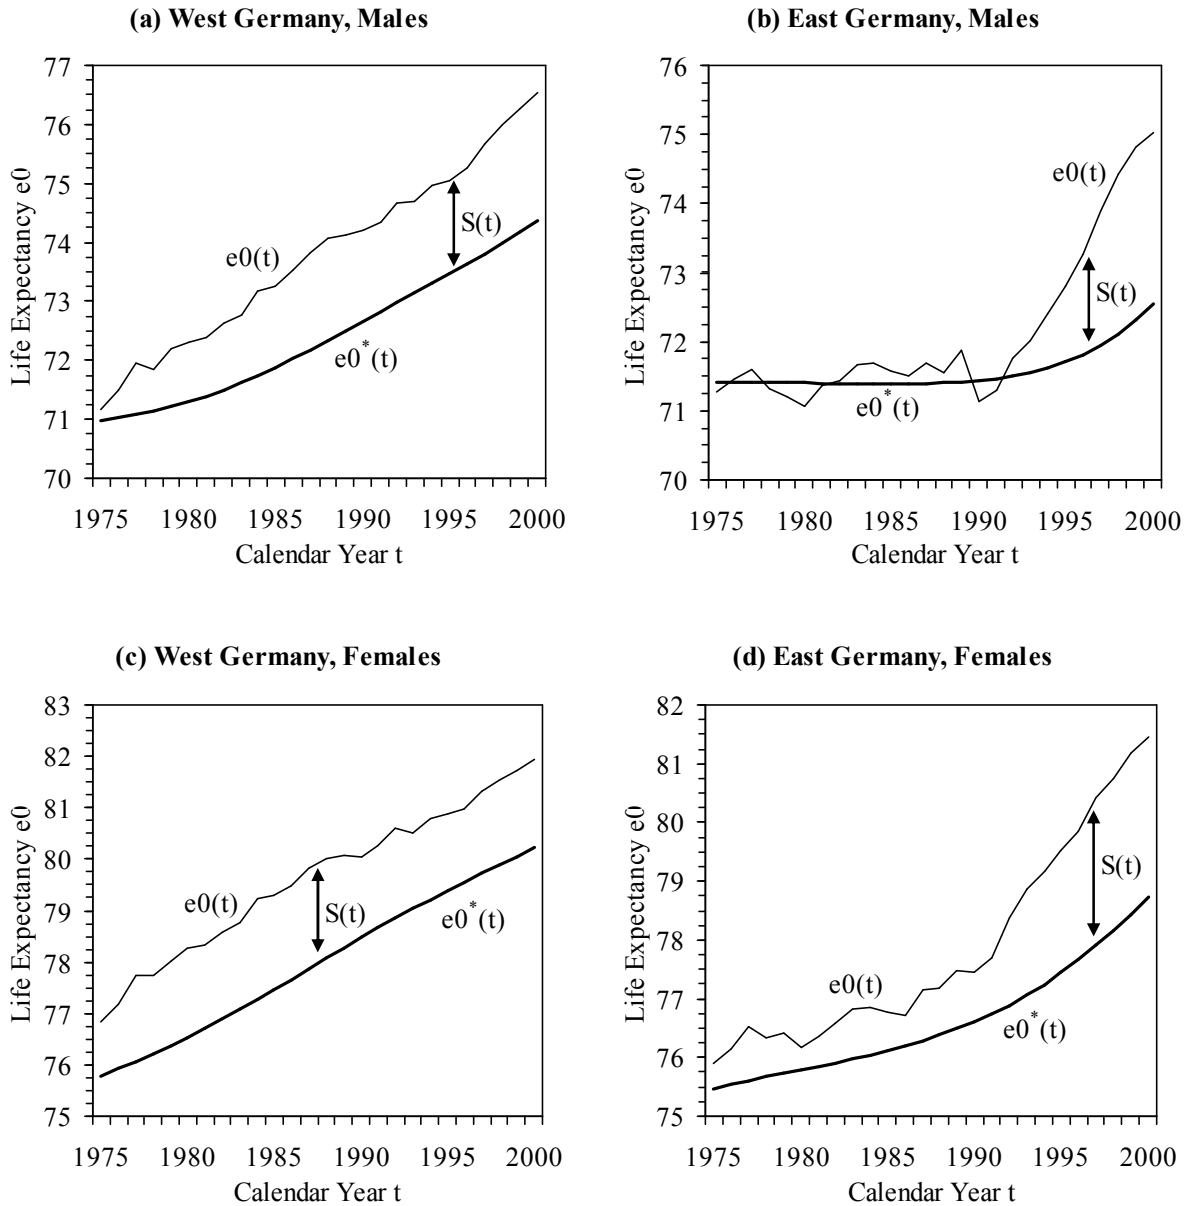 (a) West Germany, Males
77
76
75
74
73
72
71
70
Life Expectancy e0
e0(t)
S(t)
e0*(t)
1975 1980 1985 1990 1995 2000
Calendar Year t
(b) East Germany, Males
76
75
74
73
72
71
70
Life Expectancy e0
e0(t)
S(t)
e0*(t)
1975 1980 1985 1990 1995 2000
Calendar Year t
(c) West Germany, Females
83
82
81
80
79
78
77
76
75
Life Expectancy e0
e0(t)
S(t)
e0*(t)
1975 1980 1985 1990 1995 2000
Calendar Year t
(d) East Germany, Females
82
81
80
79
78
77
76
75
Life Expectancy e0
S(t)
e0(t)
e0*(t)
1975 1980 1985 1990 1995 2000
Calendar Year t